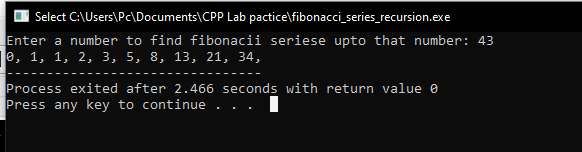 Select C:\Users\Pc\Documents\CPP Lab pactice\fibonacci_series_recursion.exe
Enter a number to find fibonacii seriese upto that number: 43
0, 1, 1, 2, 3, 5, 8, 13, 21, 34,
--------------------------------
Process exited after 2.466 seconds with return value 0
Press any key to continue . . .